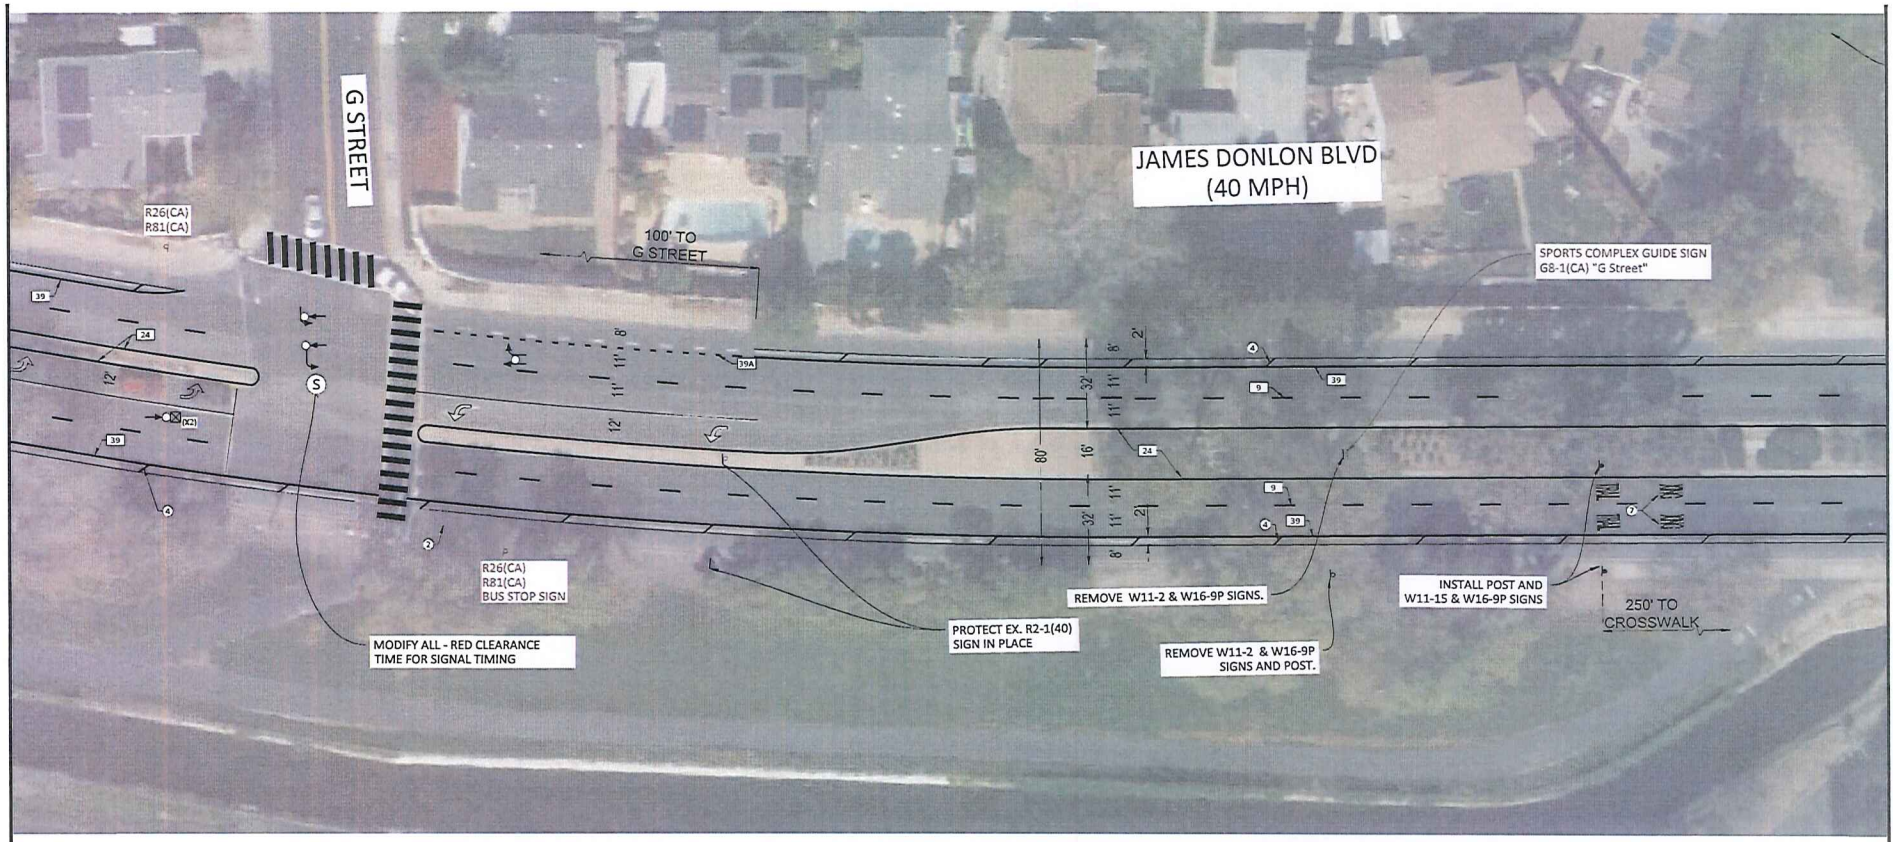 G STREET
JAMES DONLON BLVD
(40 MPH)
R26(CA)
R81(CA)
100' TO
G STREET
SPORTS COMPLEX GUIDE SIGN
G8-1(CA) "G Street"
39
24
12'
39
(X2)
4
S
8'
11'
11'
12'
39A
80'
8'
2'
32'
11'
11'
16'
11'
32'
11'
2'
8'
4
39
9
24
9
4
39
7
2
R26(CA)
R81(CA)
BUS STOP SIGN
MODIFY ALL - RED CLEARANCE
TIME FOR SIGNAL TIMING
PROTECT EX. R2-1(40)
SIGN IN PLACE
REMOVE W11-2 & W16-9P SIGNS.
REMOVE W11-2 & W16-9P
SIGNS AND POST.
INSTALL POST AND
W11-15 & W16-9P SIGNS
250' TO
CROSSWALK